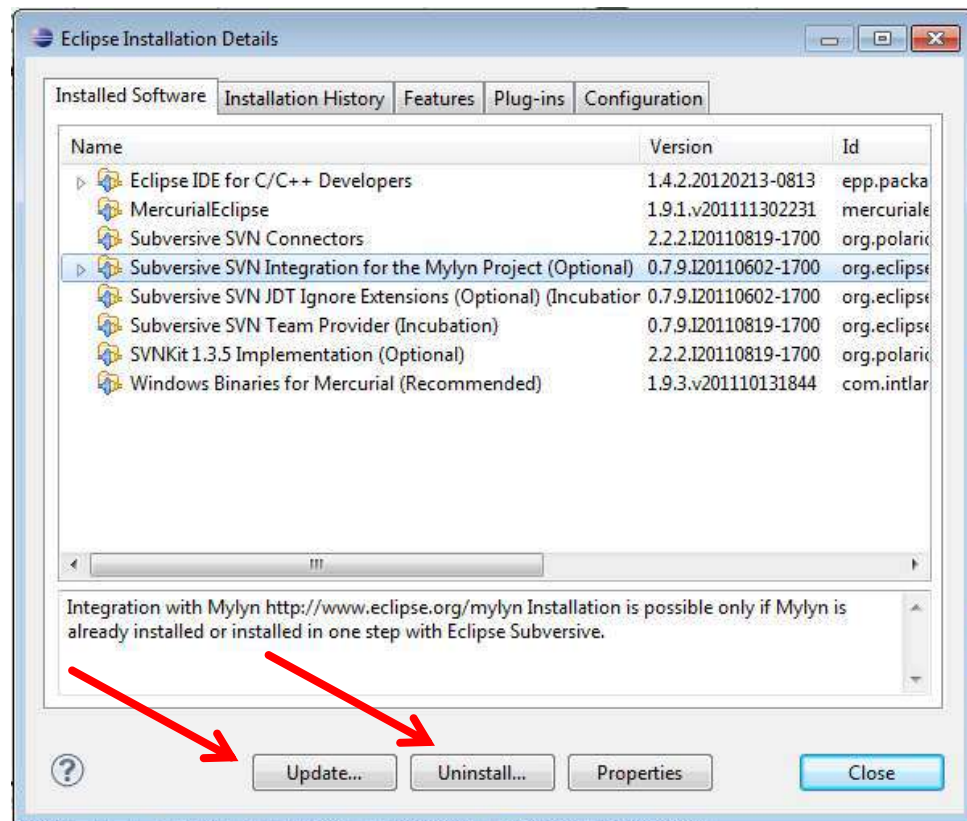 Eclipse Installation Details
Installed Software Installation History Features Plug-ins Configuration
Name Version Id
Eclipse IDE for C/C++ Developers 1.4.2.20120213-0813 epp.packa
MercurialEclipse 1.9.1.v201111302231 mercuriale
Subversive SVN Connectors 2.2.2.I20110819-1700 org.polario
Subversive SVN Integration for the Mylyn Project (Optional) 0.7.9.I20110602-1700 org.eclipse
Subversive SVN JDT Ignore Extensions (Optional) (Incubation 0.7.9.I20110602-1700 org.eclipse
Subversive SVN Team Provider (Incubation) 0.7.9.I20110819-1700 org.eclipse
SVNKit 1.3.5 Implementation (Optional) 2.2.2.I20110819-1700 org.polario
Windows Binaries for Mercurial (Recommended) 1.9.3.v201110131844 com.intlar
Integration with Mylyn http://www.eclipse.org/mylyn Installation is possible only if Mylyn is
already installed or installed in one step with Eclipse Subversive.
? Update... Uninstall... Properties Close